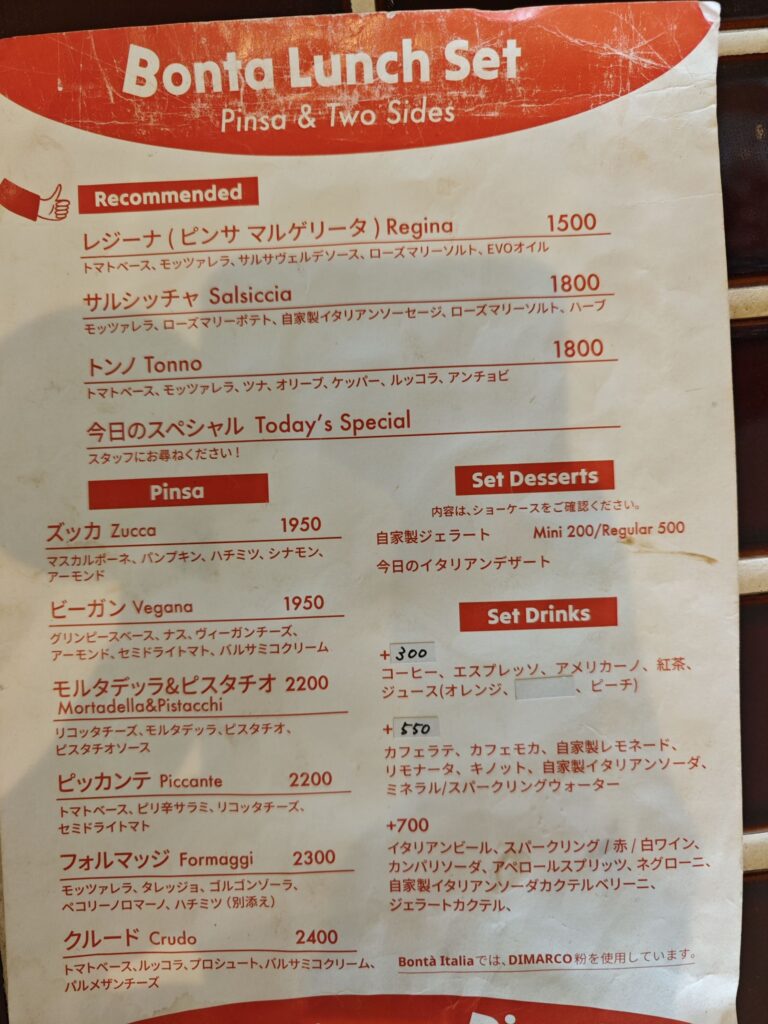 Bonta Lunch Set
Pinsa & Two Sides
Recommended
レジーナ ( ピンサ マルゲリータ ) Regina 1500
トマトベース、モッツァレラ、サルサヴェルデソース、ローズマリーソルト、EVOオイル
サルシッチャ Salsiccia 1800
モッツァレラ、ローズマリーポテト、自家製イタリアンソーセージ、ローズマリーソルト、ハーブ
トンノ Tonno 1800
トマトベース、モッツァレラ、ツナ、オリーブ、ケッパー、ルッコラ、アンチョビ
今日のスペシャル Today's Special
スタッフにお尋ねください!
Pinsa
ズッカ Zucca 1950
マスカルポーネ、パンプキン、ハチミツ、シナモン、
アーモンド
ビーガン Vegana 1950
グリンピースベース、ナス、ヴィーガンチーズ、
アーモンド、セミドライトマト、バルサミコクリーム
モルタデッラ&ピスタチオ 2200
Mortadella&Pistacchi
リコッタチーズ、モルタデッラ、ピスタチオ、
ピスタチオソース
ピッカンテ Piccante 2200
トマトベース、ピリ辛サラミ、リコッタチーズ、
セミドライトマト
フォルマッジ Formaggi 2300
モッツァレラ、タレッジョ、ゴルゴンゾーラ、
ペコリーノロマーノ、ハチミツ（別添え）
クルード Crudo 2400
トマトベース、ルッコラ、プロシュート、バルサミコクリーム、
パルメザンチーズ
Set Desserts
内容は、ショーケースをご確認ください。
自家製ジェラート Mini 200/Regular 500
今日のイタリアンデザート
Set Drinks
+300
コーヒー、エスプレッソ、アメリカーノ、紅茶、
ジュース(オレンジ、 、ピーチ)
+550
カフェラテ、カフェモカ、自家製レモネード、
リモナータ、キノット、自家製イタリアンソーダ、
ミネラル/スパークリングウォーター
+700
イタリアンビール、スパークリング / 赤 / 白ワイン、
カンパリソーダ、アペロールスプリッツ、ネグローニ、
自家製イタリアンソーダカクテルベリーニ、
ジェラートカクテル、
Bontà Italiaでは、DIMARCO粉を使用しています。